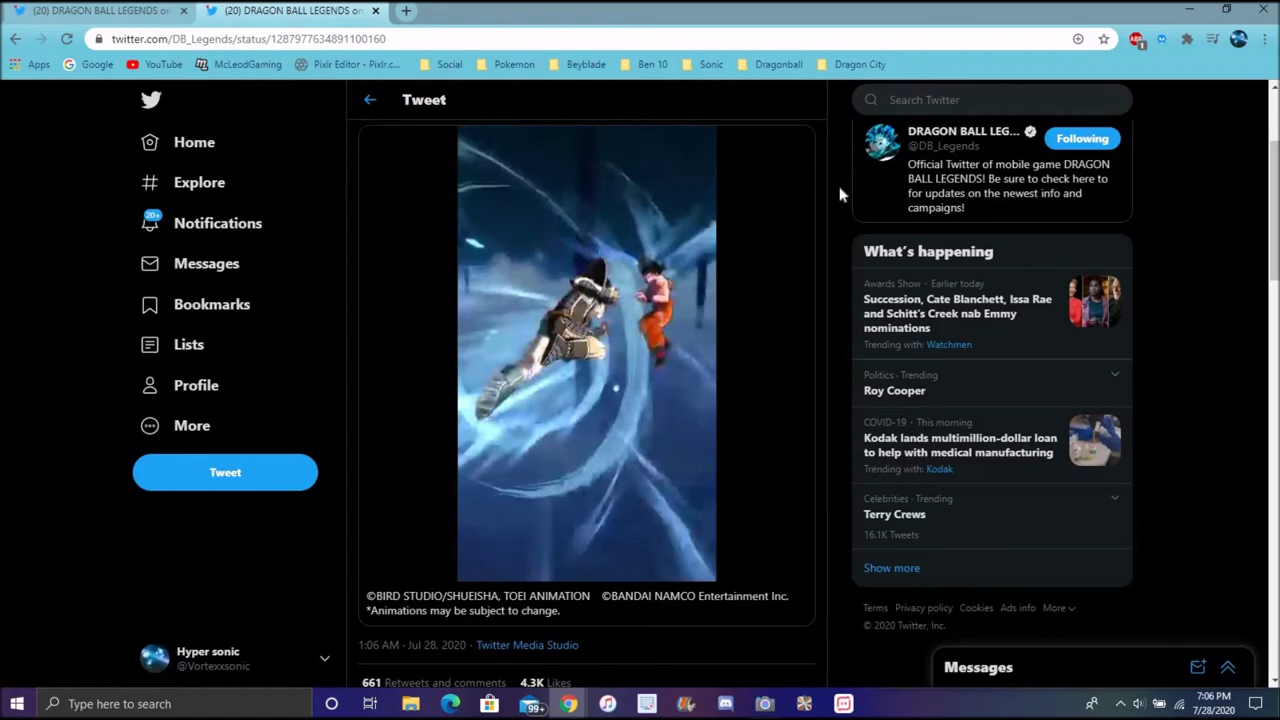 (20) DRAGON BALL LEGENDS on
(20) DRAGON BALL LEGENDS on
twitter.com/DB_Legends/status/1287977634891100160
Apps
Google
YouTube
McLeodGaming
Pixlr Editor - Pixlr.c...
Social
Pokemon
Beyblade
Ben 10
Sonic
Dragonball
Dragon City
Home
Explore
20+
Notifications
Messages
Bookmarks
Lists
Profile
More
Tweet
Hyper sonic
@Vortexxsonic
Tweet
©BIRD STUDIO/SHUEISHA, TOEI ANIMATION ©BANDAI NAMCO Entertainment Inc.
*Animations may be subject to change.
1:06 AM · Jul 28, 2020 · Twitter Media Studio
661 Retweets and comments 4.3K Likes
Search Twitter
DRAGON BALL LEG...
@DB_Legends
Following
Official Twitter of mobile game DRAGON
BALL LEGENDS! Be sure to check here to
for updates on the newest info and
campaigns!
What's happening
Awards Show · Earlier today
Succession, Cate Blanchett, Issa Rae
and Schitt's Creek nab Emmy
nominations
Trending with: Watchmen
Politics · Trending
Roy Cooper
COVID-19 · This morning
Kodak lands multimillion-dollar loan
to help with medical manufacturing
Trending with: Kodak
Celebrities · Trending
Terry Crews
16.1K Tweets
Show more
Terms Privacy policy Cookies Ads info More
© 2020 Twitter, Inc.
Messages
Type here to search
99+
7:06 PM
7/28/2020